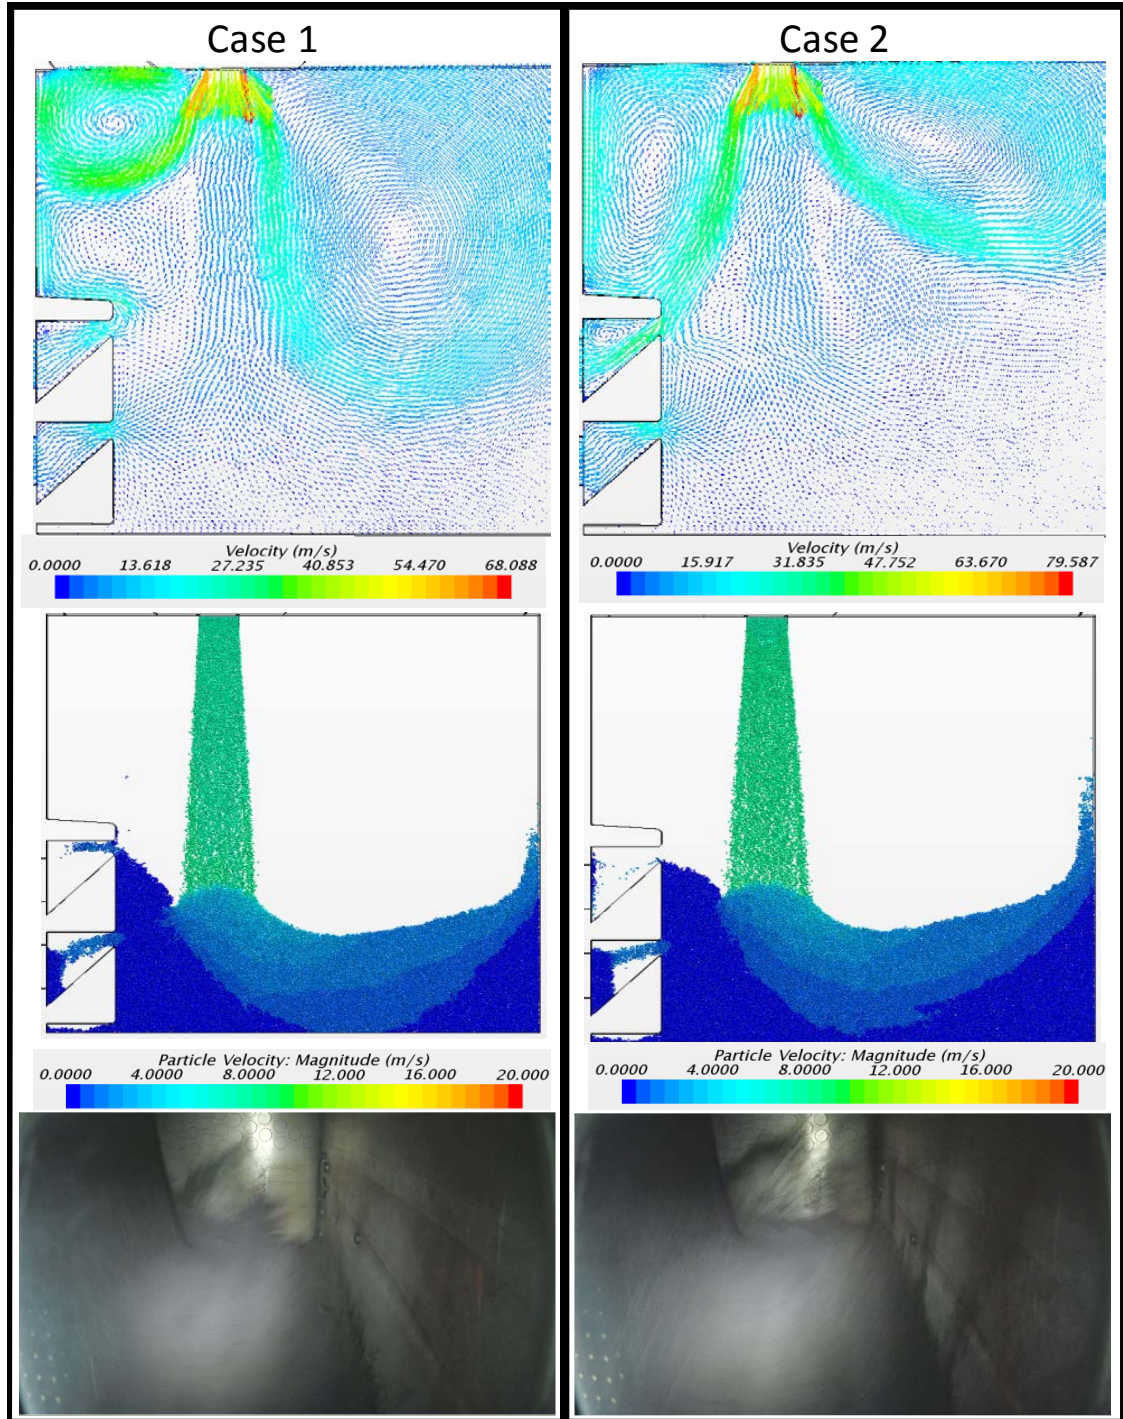 Case 1
Case 2
Velocity (m/s)
0.0000 13.618 27.235 40.853 54.470 68.088
Velocity (m/s)
0.0000 15.917 31.835 47.752 63.670 79.587
Particle Velocity: Magnitude (m/s)
0.0000 4.0000 8.0000 12.000 16.000 20.000
Particle Velocity: Magnitude (m/s)
0.0000 4.0000 8.0000 12.000 16.000 20.000